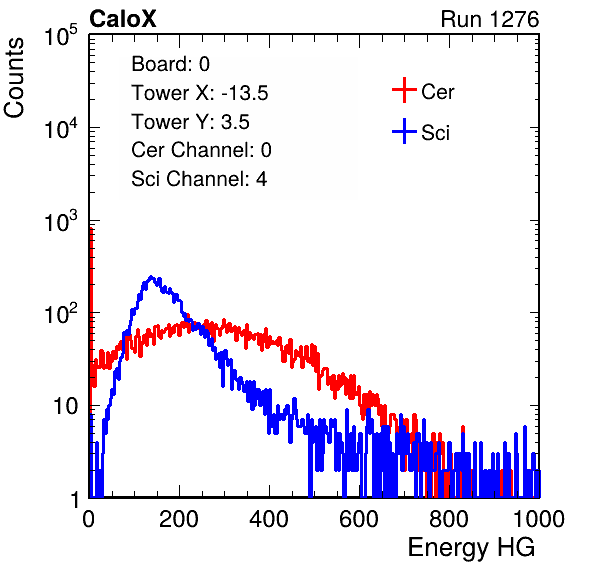 CaloX Run 1276
Counts
10^5
10^4
10^3
10^2
10
1
Board: 0
Tower X: -13.5
Tower Y: 3.5
Cer Channel: 0
Sci Channel: 4
Cer
Sci
0 200 400 600 800 1000
Energy HG